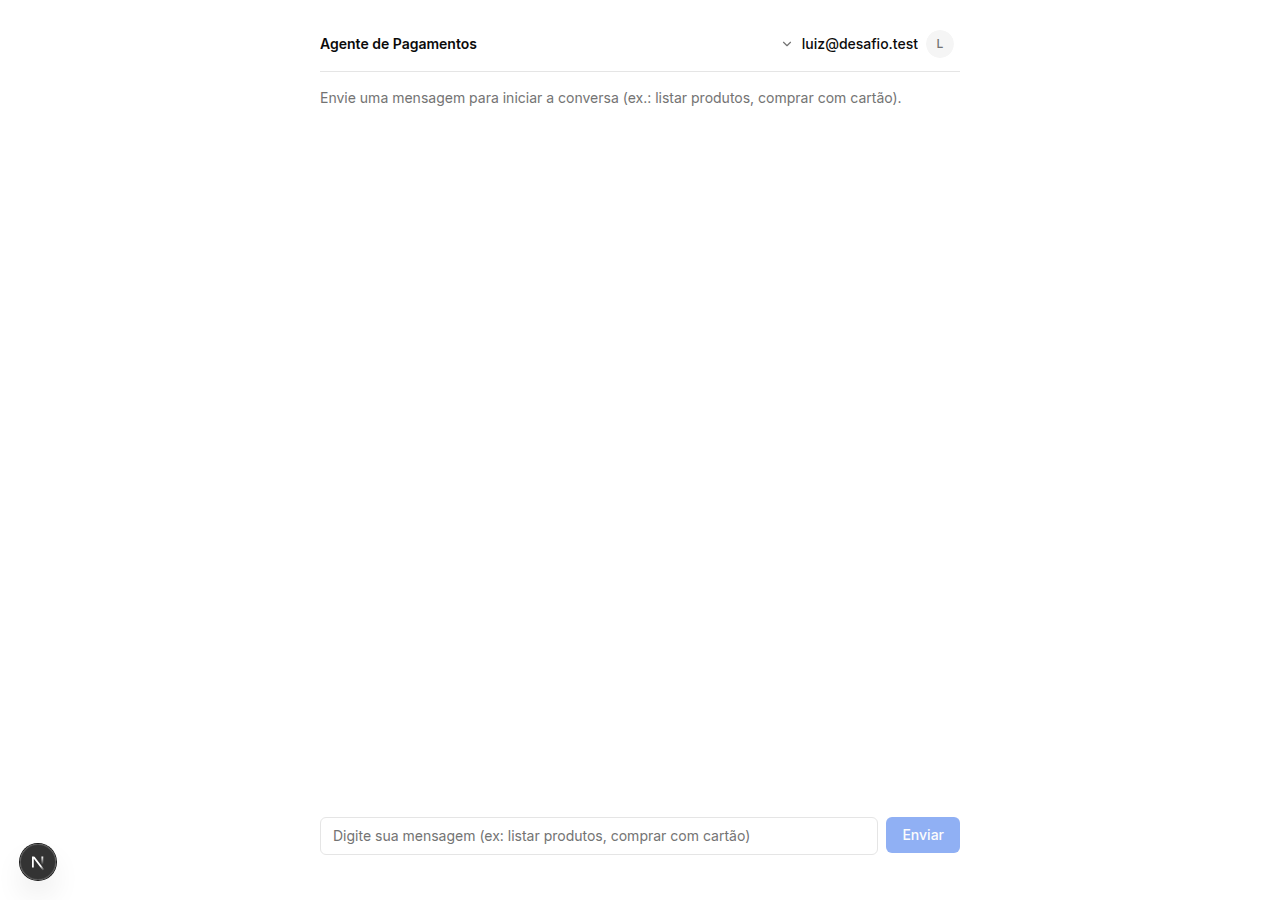 Agente de Pagamentos
luiz@desafio.test L
Envie uma mensagem para iniciar a conversa (ex.: listar produtos, comprar com cartão).
Digite sua mensagem (ex: listar produtos, comprar com cartão) Enviar
N